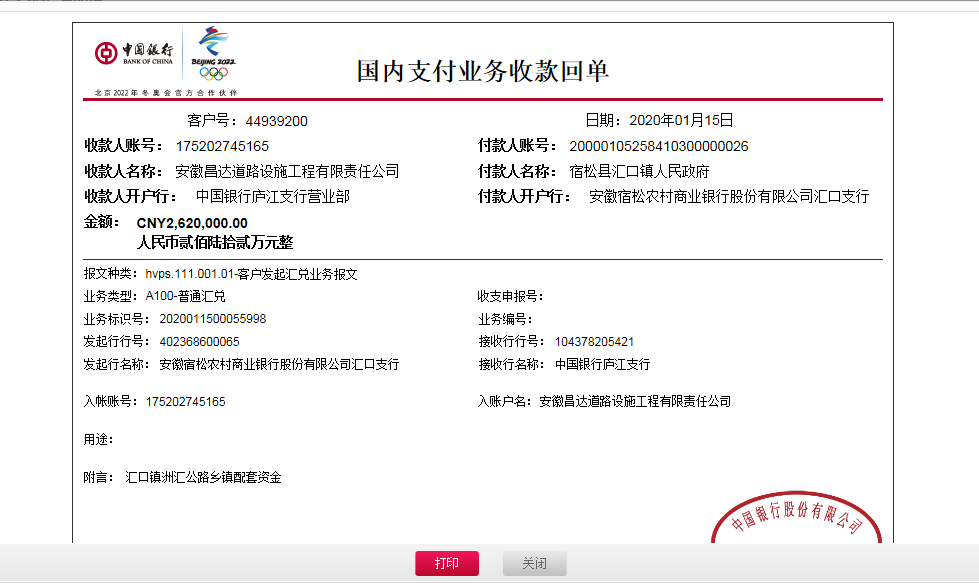 中国银行
BANK OF CHINA
BEIJING 2022
北京2022年冬奥会官方合作伙伴
国内支付业务收款回单
客户号：44939200 日期：2020年01月15日
收款人账号：175202745165 付款人账号：20000105258410300000026
收款人名称：安徽昌达道路设施工程有限责任公司 付款人名称：宿松县汇口镇人民政府
收款人开户行：中国银行庐江支行营业部 付款人开户行：安徽宿松农村商业银行股份有限公司汇口支行
金额：CNY2,620,000.00
人民币贰佰陆拾贰万元整
报文种类：hvps.111.001.01-客户发起汇兑业务报文
业务类型：A100-普通汇兑 收支申报号：
业务标识号：2020011500055998 业务编号：
发起行行号：402368600065 接收行行号：104378205421
发起行名称：安徽宿松农村商业银行股份有限公司汇口支行 接收行名称：中国银行庐江支行
入帐账号：175202745165 入账户名：安徽昌达道路设施工程有限责任公司
用途：
附言：汇口镇洲汇公路乡镇配套资金
中国银行股份有限公司
打印 关闭